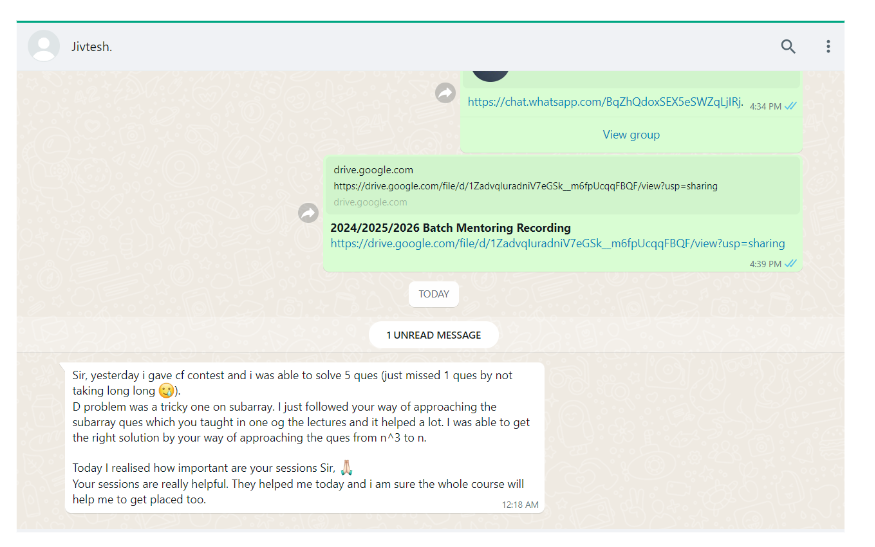 Jivtesh.
https://chat.whatsapp.com/BqZhQdoxSEX5eSWZqLjIRj.
4:34 PM
View group
drive.google.com
https://drive.google.com/file/d/1ZadvqIuradniV7eGSk__m6fpUcqqFBQF/view?usp=sharing
drive.google.com
2024/2025/2026 Batch Mentoring Recording
https://drive.google.com/file/d/1ZadvqIuradniV7eGSk__m6fpUcqqFBQF/view?usp=sharing
4:39 PM
TODAY
1 UNREAD MESSAGE
Sir, yesterday i gave cf contest and i was able to solve 5 ques (just missed 1 ques by not
taking long long 🥲).
D problem was a tricky one on subarray. I just followed your way of approaching the
subarray ques which you taught in one og the lectures and it helped a lot. I was able to get
the right solution by your way of approaching the ques from n^3 to n.
Today I realised how important are your sessions Sir, 🙏🏻
Your sessions are really helpful. They helped me today and i am sure the whole course will
help me to get placed too.
12:18 AM